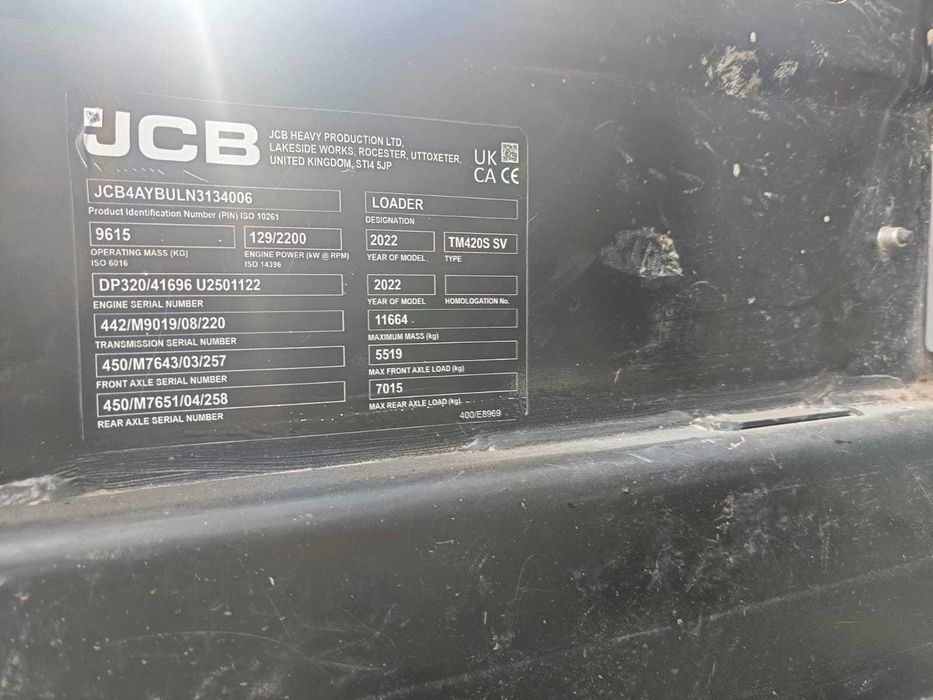 JCB
JCB HEAVY PRODUCTION LTD,
LAKESIDE WORKS, ROCESTER, UTTOXETER,
UNITED KINGDOM, STI4 5JP
UK
CA CE
JCB4AYBULN3134006
Product Identification Number (PIN) ISO 10261
LOADER
DESIGNATION
9615
OPERATING MASS (KG)
ISO 6016
129/2200
ENGINE POWER (kW @ RPM)
ISO 14396
2022
YEAR OF MODEL
TM420S SV
TYPE
DP320/41696 U2501122
ENGINE SERIAL NUMBER
2022
YEAR OF MODEL
HOMOLOGATION No.
442/M9019/08/220
TRANSMISSION SERIAL NUMBER
11664
MAXIMUM MASS (kg)
450/M7643/03/257
FRONT AXLE SERIAL NUMBER
5519
MAX FRONT AXLE LOAD (kg)
450/M7651/04/258
REAR AXLE SERIAL NUMBER
7015
MAX REAR AXLE LOAD (kg)
400/E8969